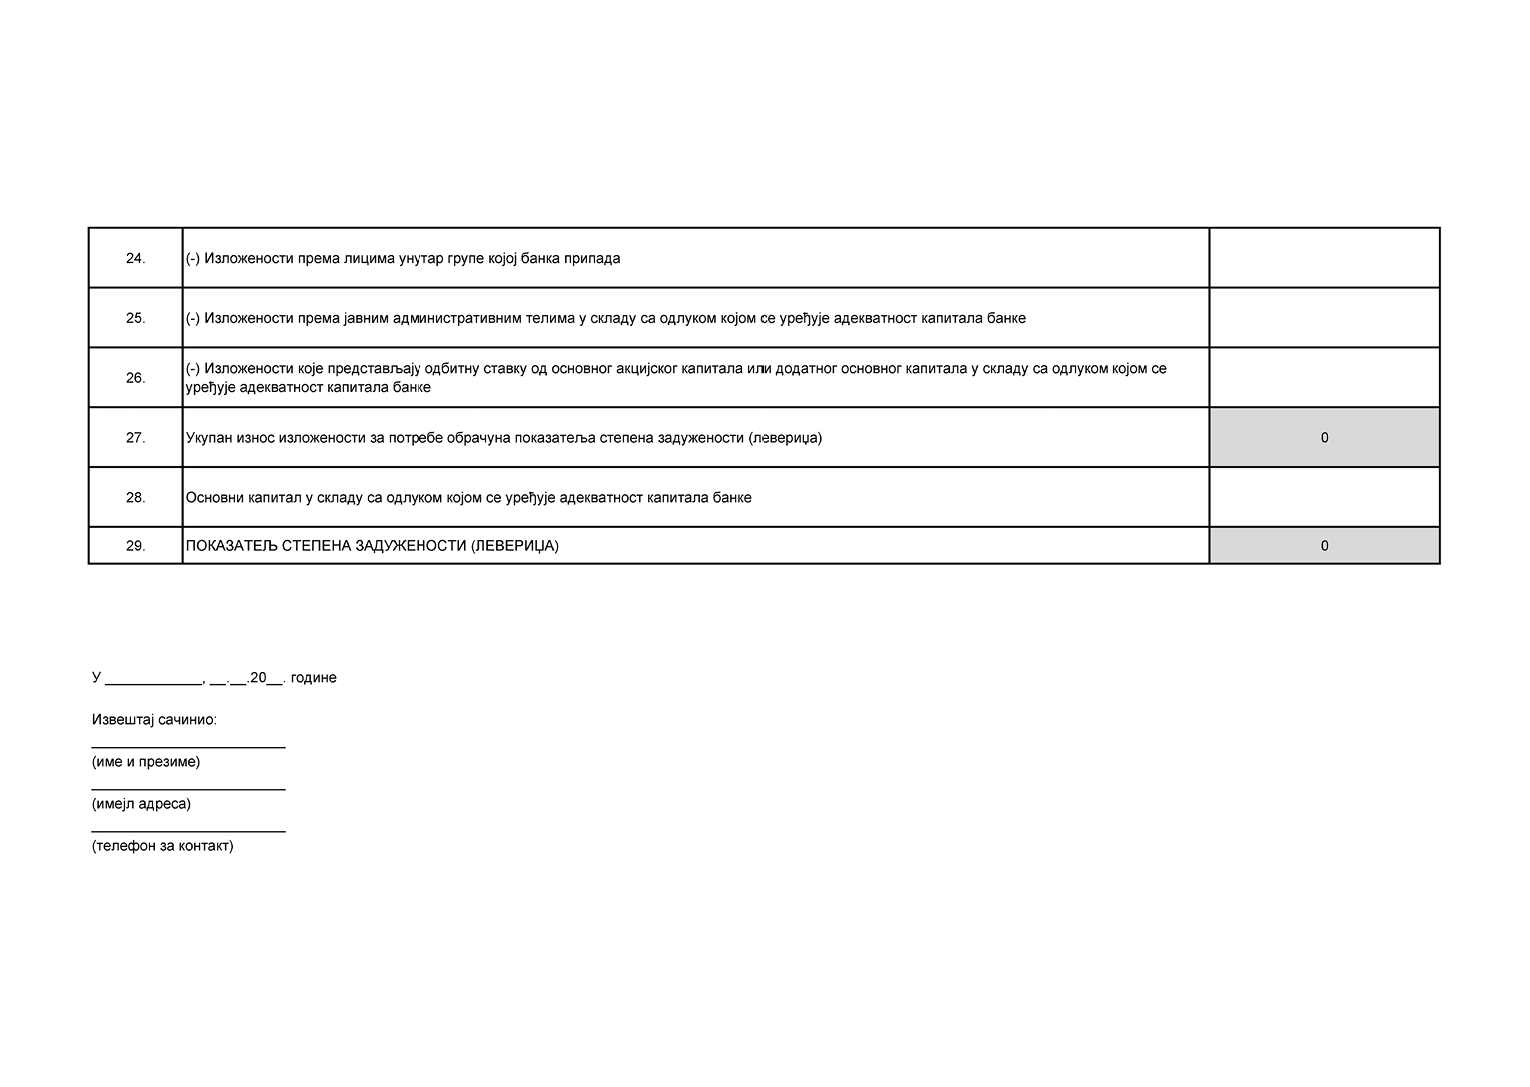 24. (-) Изложености према лицима унутар групе којој банка припада
25. (-) Изложености према јавним административним телима у складу са одлуком којом се уређује адекватност капитала банке
26. (-) Изложености које представљају одбитну ставку од основног акцијског капитала или додатног основног капитала у складу са одлуком којом се
уређује адекватност капитала банке
27. Укупан износ изложености за потребе обрачуна показатеља степена задужености (левериџа) 0
28. Основни капитал у складу са одлуком којом се уређује адекватност капитала банке
29. ПОКАЗАТЕЉ СТЕПЕНА ЗАДУЖЕНОСТИ (ЛЕВЕРИЏА) 0
У ____________, __.__.20__. године
Извештај сачинио:
(име и презиме)
(имејл адреса)
(телефон за контакт)